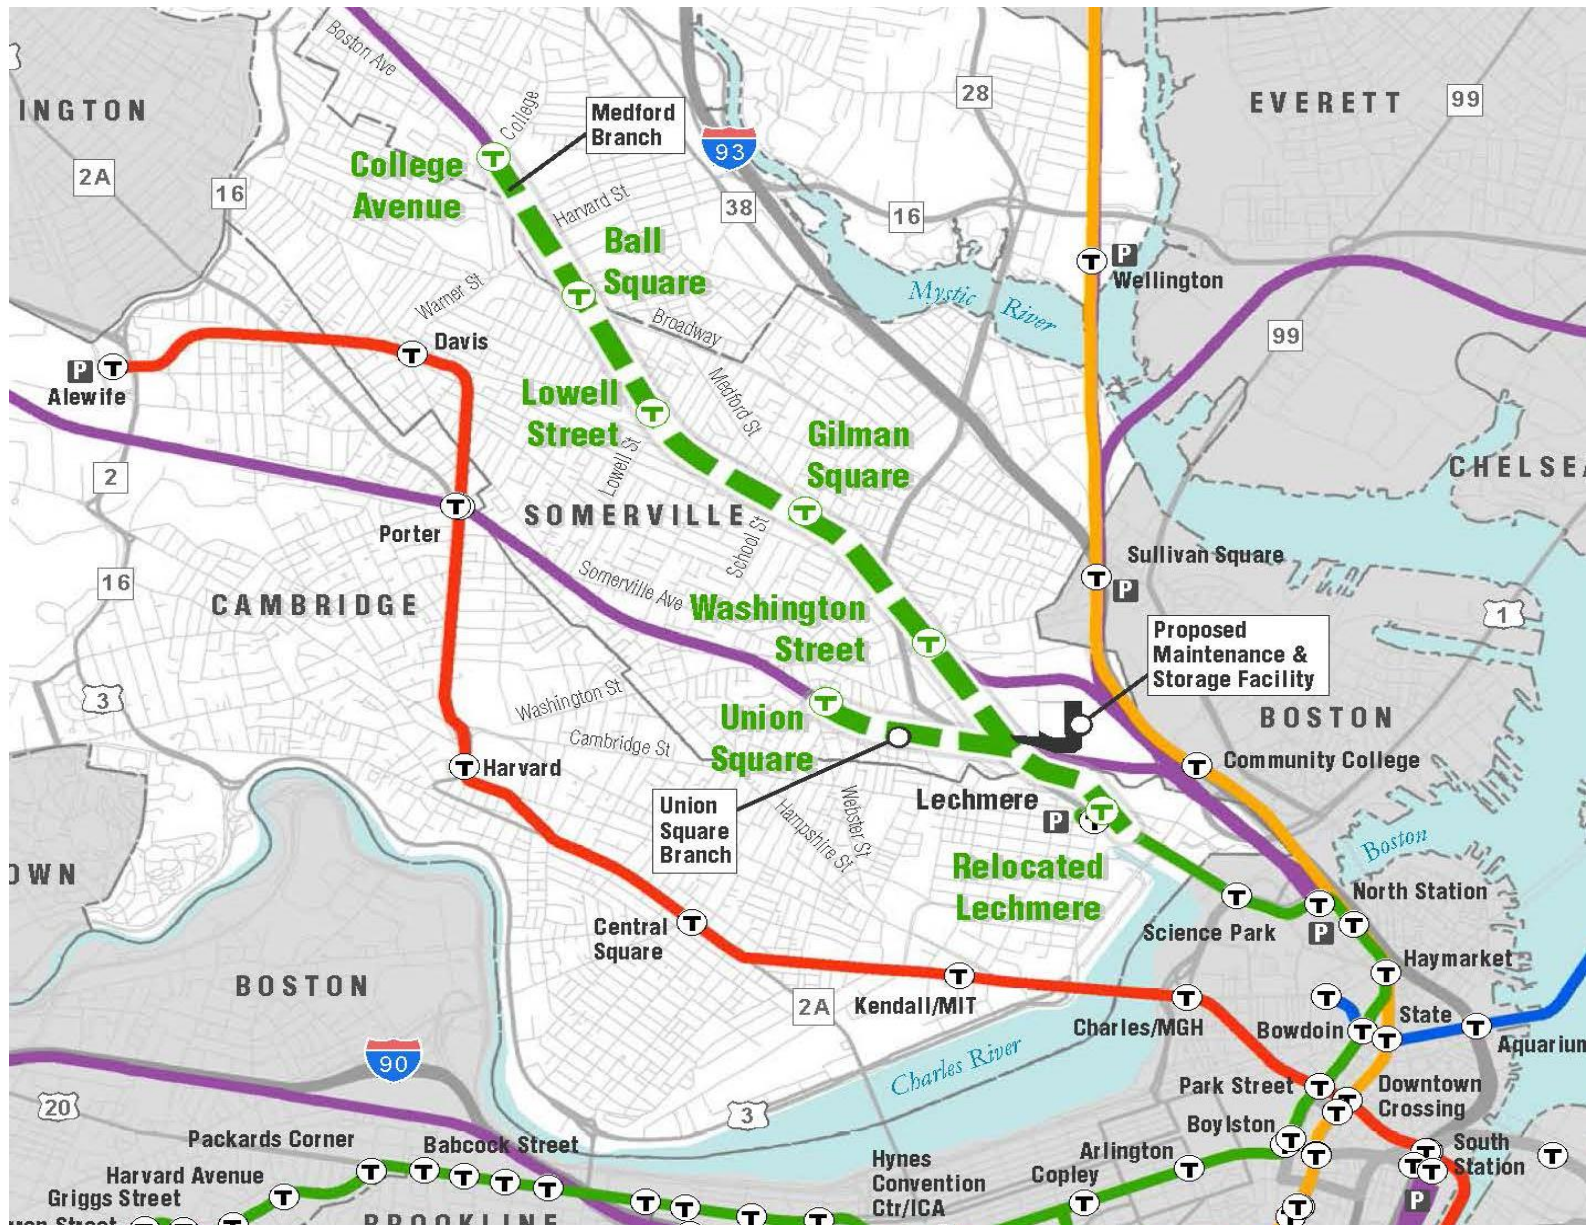 INGTON
2A
16
Boston Ave
College
Medford
Branch
93
28
EVERETT
99
College
Avenue
Harvard St
38
16
Ball
Square
P
T
Wellington
Mystic River
Warner St
Broadway
99
Davis
P
T
Alewife
Lowell
Street
Medford St
Gilman
Square
Lowell St
2
CHELSEA
Porter
SOMERVILLE
School St
Sullivan Square
P
16
CAMBRIDGE
Somerville Ave
Washington
Street
1
Proposed
Maintenance &
Storage Facility
3
Washington St
Union
Square
BOSTON
Cambridge St
Harvard
Community College
Lechmere
P
Union
Square
Branch
Hampshire St
Webster St
Boston
OWN
Relocated
Lechmere
North Station
Central
Square
Science Park
P
Haymarket
BOSTON
2A
Kendall/MIT
Charles/MGH
Bowdoin
State
Aquarium
90
Charles River
20
3
Park Street
Downtown
Crossing
Packards Corner
Babcock Street
Boylston
South
Station
Harvard Avenue
Griggs Street
Hynes
Convention
Ctr/ICA
Arlington
Copley
P
BROOKLINE